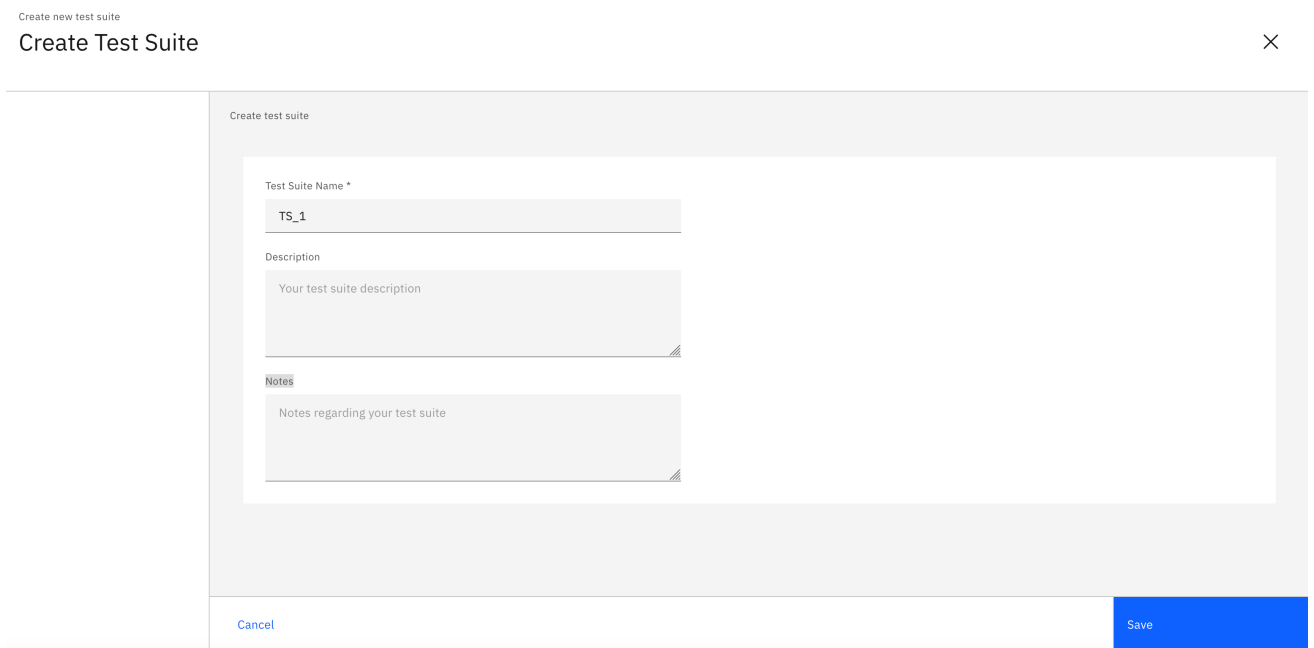 Create new test suite
Create Test Suite
Create test suite
Test Suite Name *
TS_1
Description
Your test suite description
Notes
Notes regarding your test suite
Cancel
Save